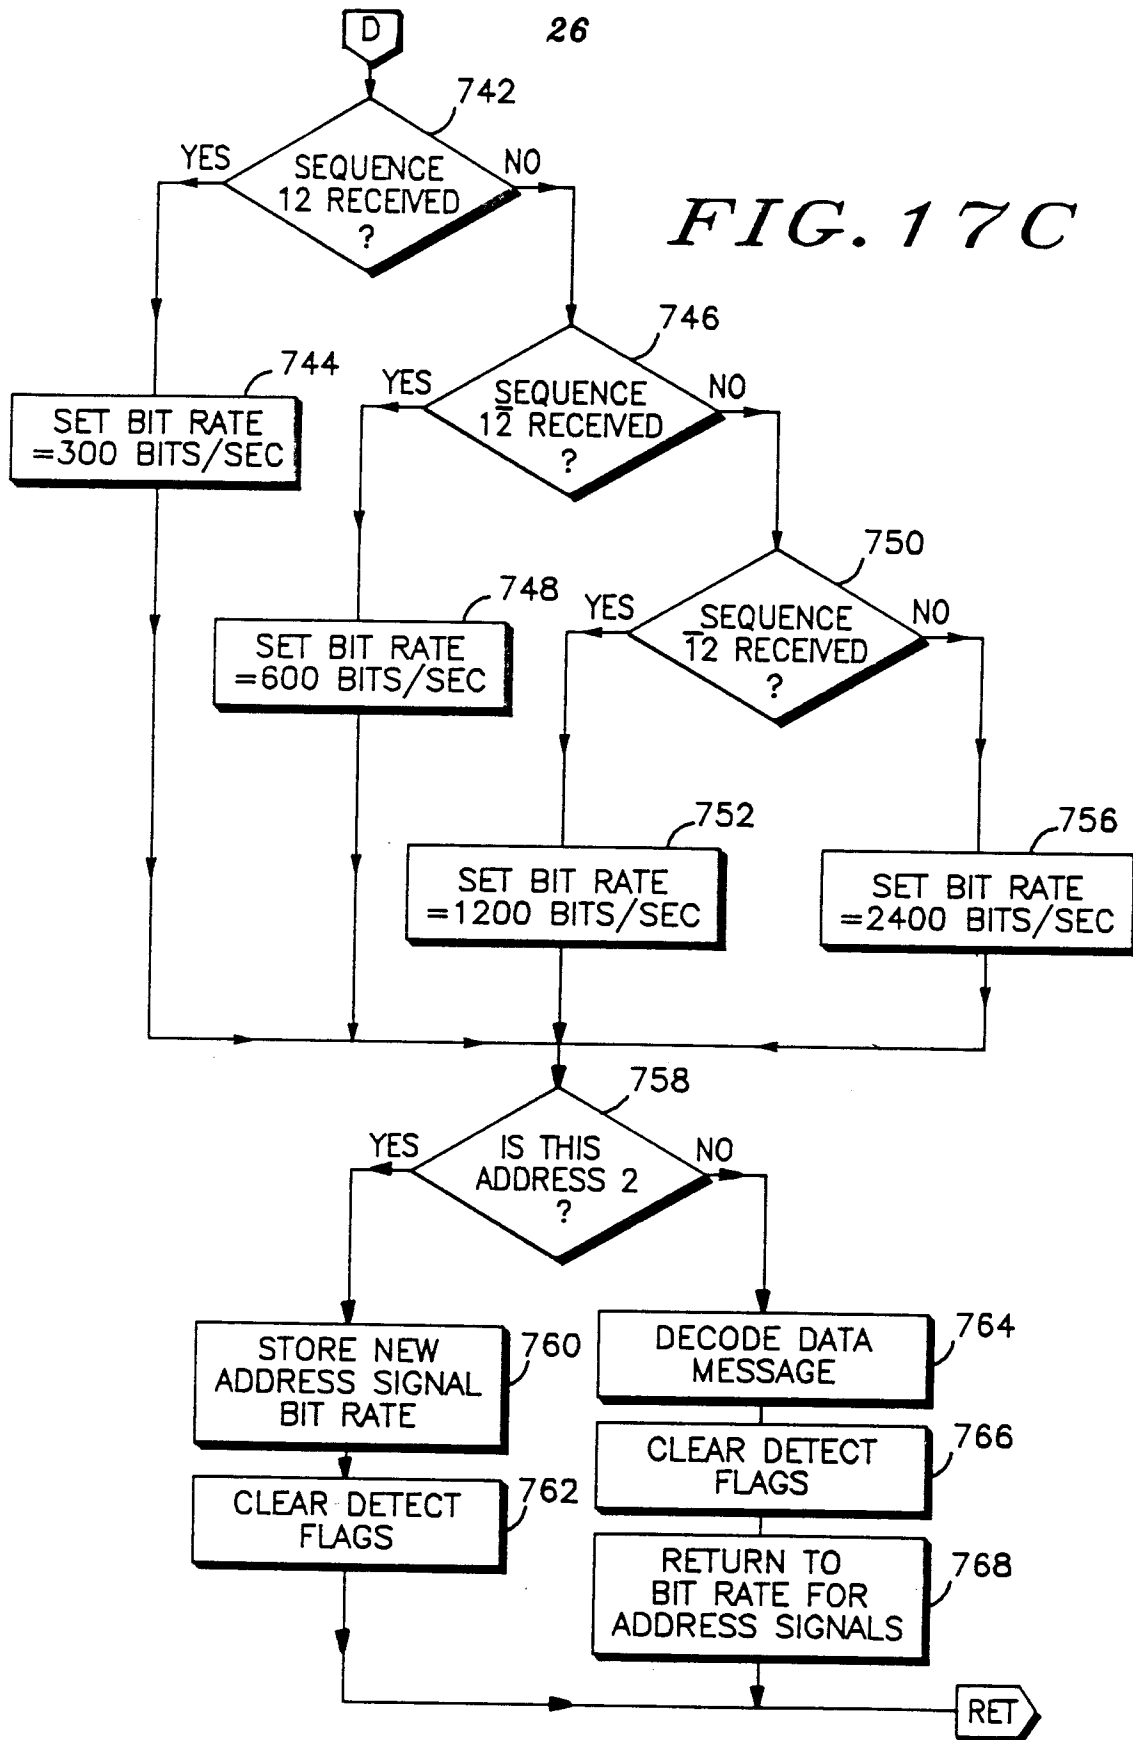 D
26
742
YES
NO
SEQUENCE
12 RECEIVED
?
FIG. 17C
746
744
YES
NO
SEQUENCE
12̅ RECEIVED
?
SET BIT RATE
=300 BITS/SEC
750
748
YES
NO
SEQUENCE
1̅2 RECEIVED
?
SET BIT RATE
=600 BITS/SEC
752
756
SET BIT RATE
=1200 BITS/SEC
SET BIT RATE
=2400 BITS/SEC
758
YES
NO
IS THIS
ADDRESS 2
?
760
STORE NEW
ADDRESS SIGNAL
BIT RATE
764
DECODE DATA
MESSAGE
762
CLEAR DETECT
FLAGS
766
CLEAR DETECT
FLAGS
768
RETURN TO
BIT RATE FOR
ADDRESS SIGNALS
RET